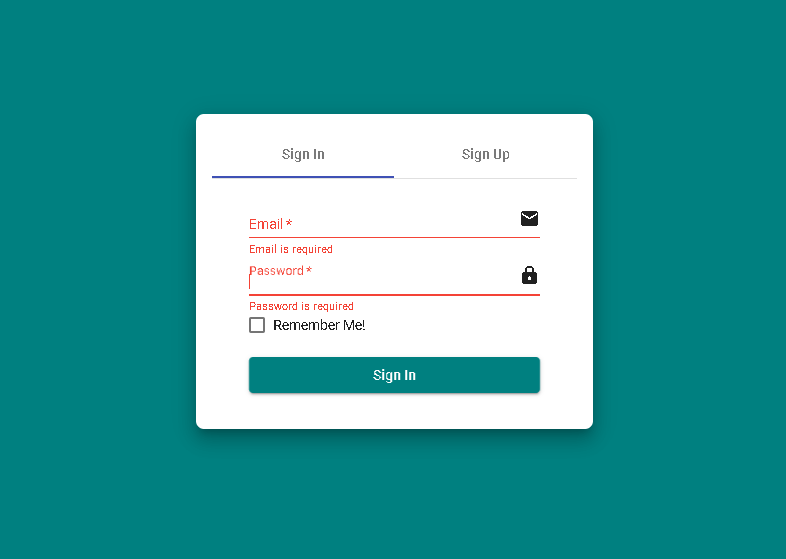 Sign In Sign Up
Email *
Email is required
Password *
Password is required
Remember Me!
Sign In